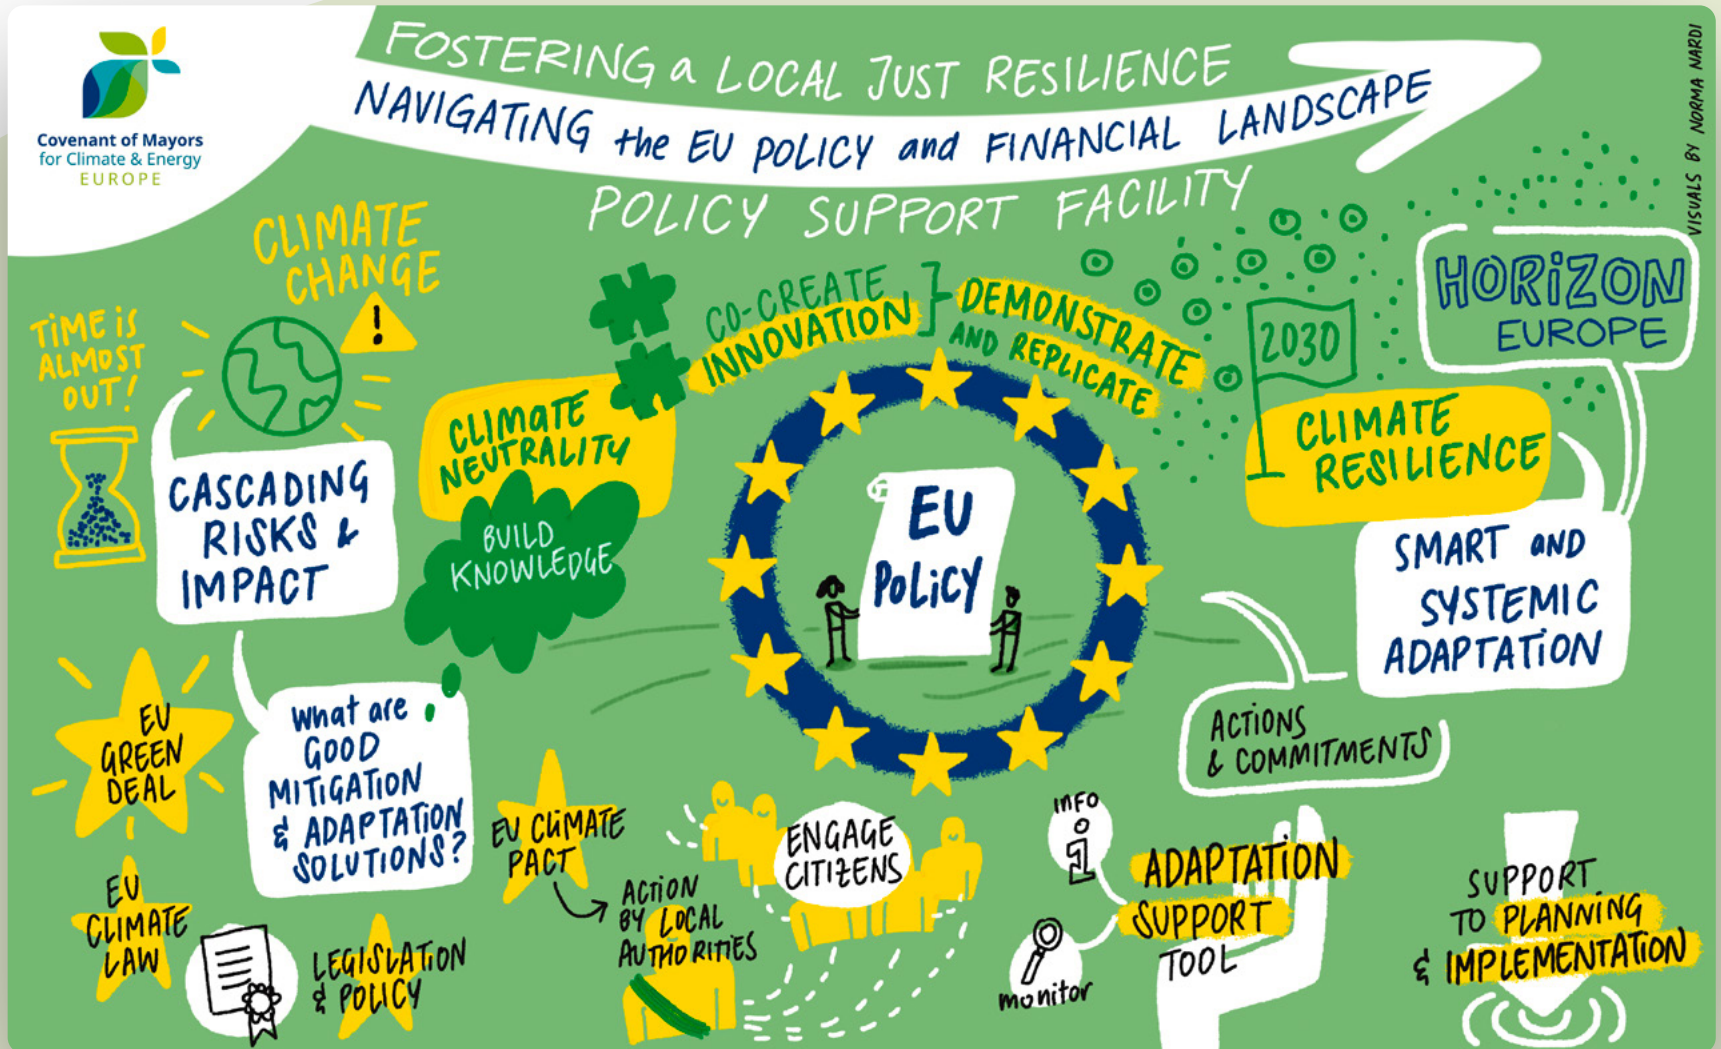 Covenant of Mayors
for Climate & Energy
EUROPE
FOSTERING a LOCAL JUST RESILIENCE
NAVIGATING the EU POLICY and FINANCIAL LANDSCAPE
POLICY SUPPORT FACILITY
VISUALS BY NORMA NARDI
CLIMATE
CHANGE
!
TIME iS
ALMOST
OUT!
CASCADING
RISKS &
IMPACT
CLIMATE
NEUTRALITY
BUILD
KNOWLEDGE
CO-CREATE
INNOVATION
DEMONSTRATE
AND REPLICATE
2030
HORiZON
EUROPE
CLIMATE
RESILIENCE
SMART AND
SYSTEMIC
ADAPTATION
EU
POLiCY
ACTiONS
& COMMITMENTS
EU
GREEN
DEAL
What are
GOOD
MITIGATION
& ADAPTATION
SOLUTIONS?
EU
CLIMATE
LAW
LEGISLATION
& POLICY
EU CLiMATE
PACT
ACTION
BY LOCAL
AUTHORITIES
ENGAGE
CITIZENS
INFO
i
monitor
ADAPTATION
SUPPORT
TOOL
SUPPORT
TO PLANNING
& IMPLEMENTATION